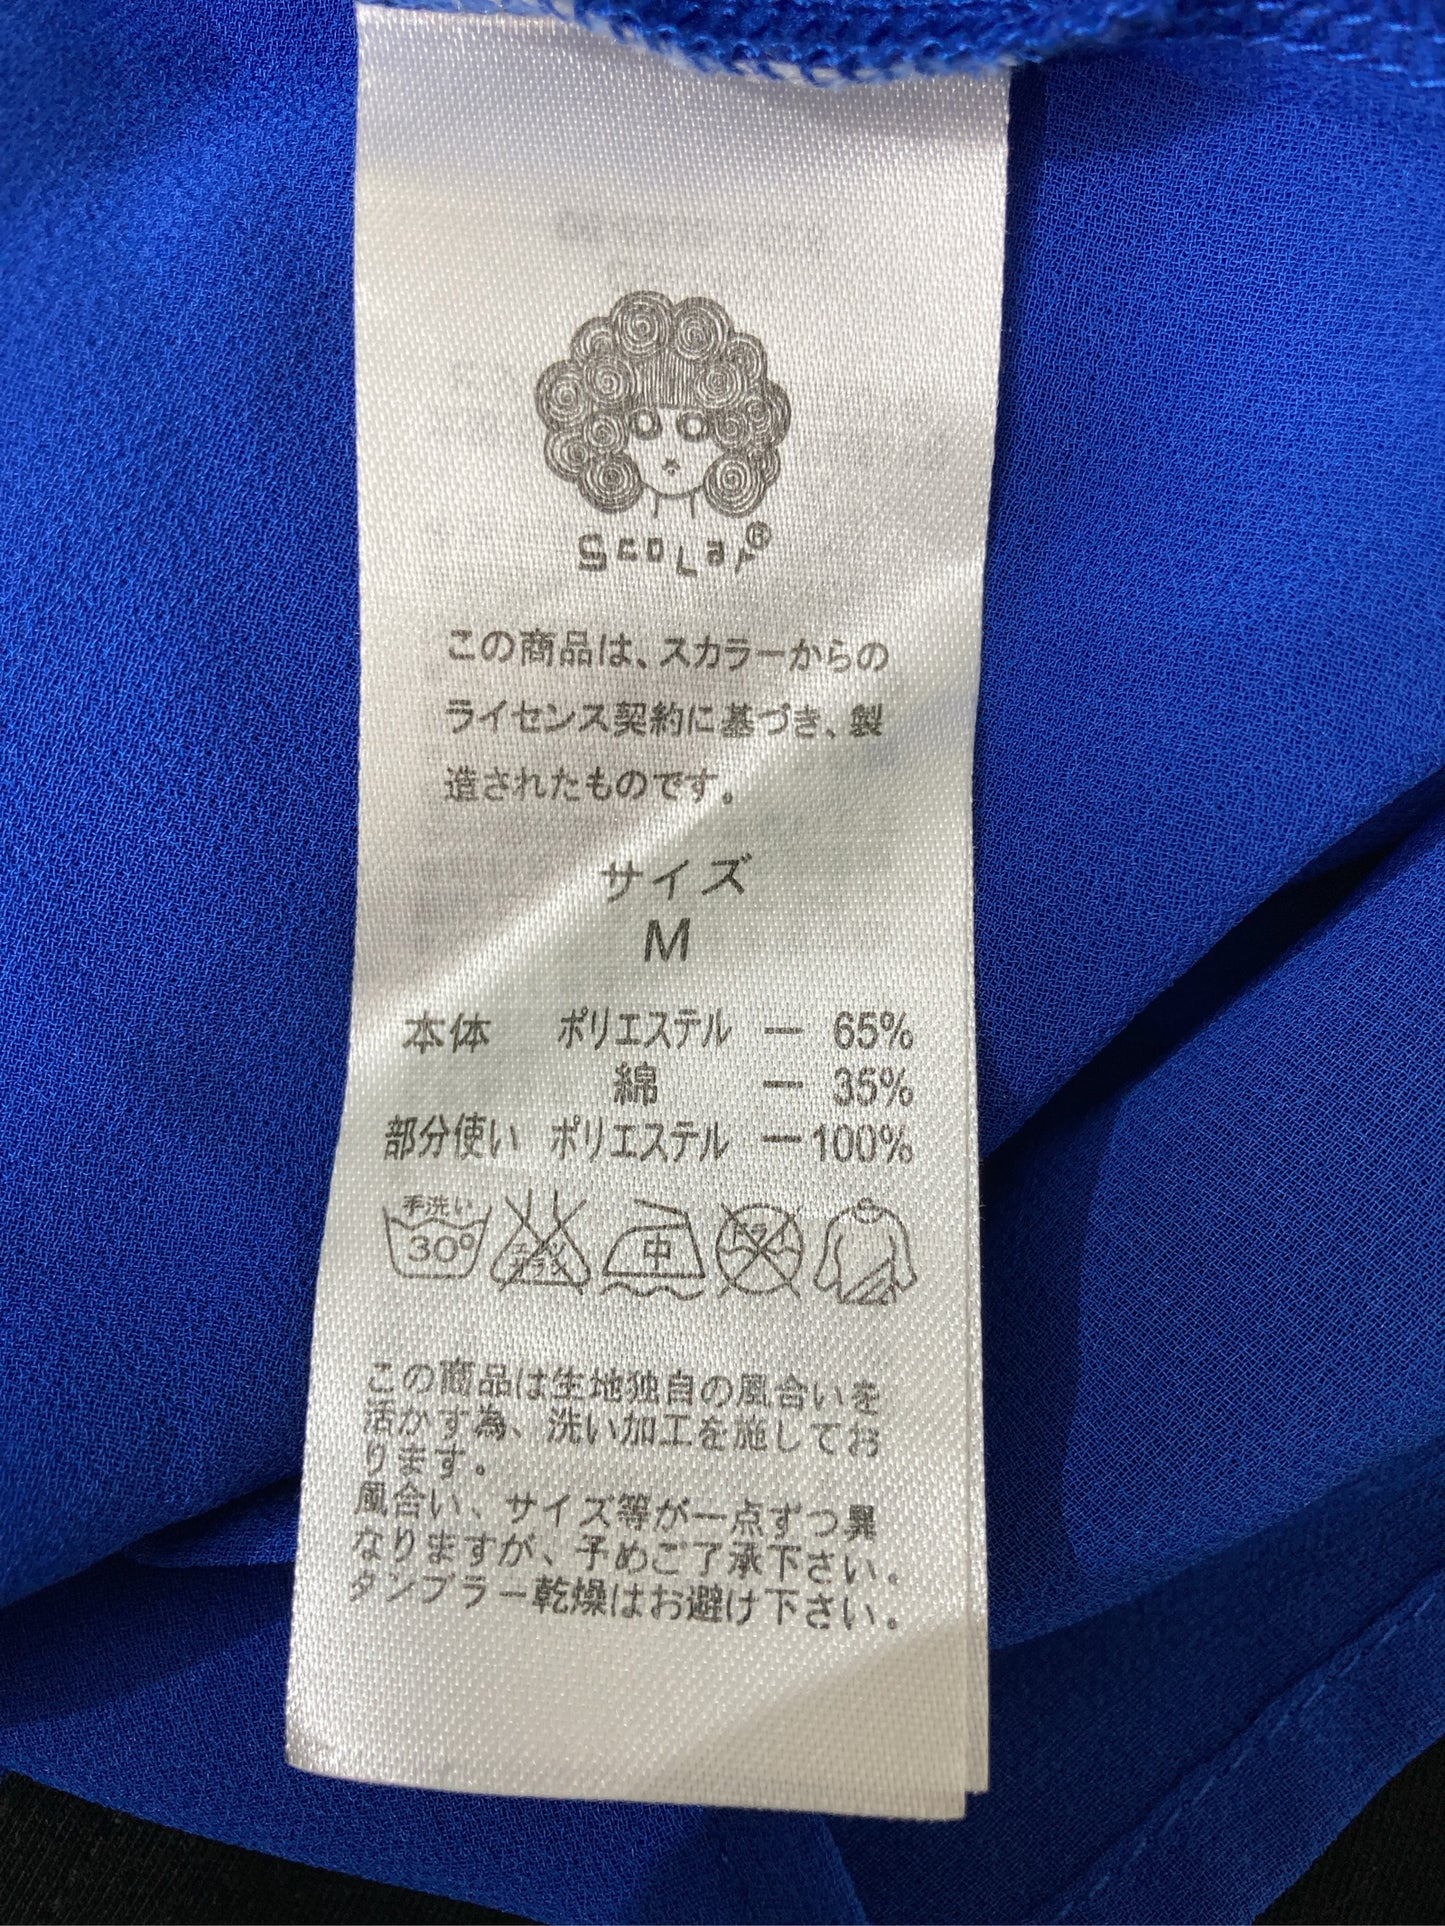 ScoLar®
この商品は、スカラーからの
ライセンス契約に基づき、製
造されたものです。
サイズ
M
本体 ポリエステル ー 65%
綿 ー 35%
部分使い ポリエステル ー100%
手洗い
30° 中
この商品は生地独自の風合いを
活かす為、洗い加工を施してお
ります。
風合い、サイズ等が一点ずつ異
なりますが、予めご了承下さい。
タンブラー乾燥はお避け下さい。